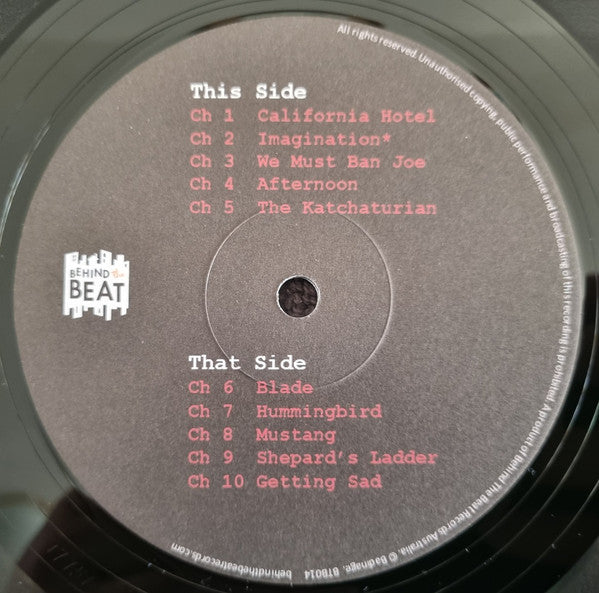 This Side
Ch 1 California Hotel
Ch 2 Imagination*
Ch 3 We Must Ban Joe
Ch 4 Afternoon
Ch 5 The Katchaturian
BEHIND the
BEAT
That Side
Ch 6 Blade
Ch 7 Hummingbird
Ch 8 Mustang
Ch 9 Shepard's Ladder
Ch 10 Getting Sad
All rights reserved. Unauthorised copying, public performance and broadcasting of this recording is prohibited. A product of Behind The Beat Records Australia © Badinage. BTB014 behindthebeatrecords.com